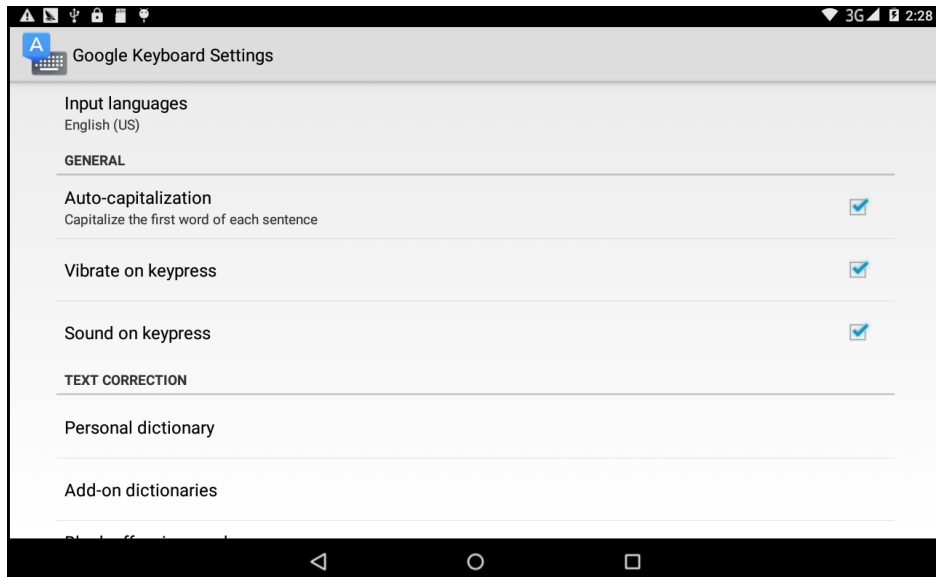 3G 2:28
A
Google Keyboard Settings
Input languages
English (US)
GENERAL
Auto-capitalization
Capitalize the first word of each sentence
Vibrate on keypress
Sound on keypress
TEXT CORRECTION
Personal dictionary
Add-on dictionaries